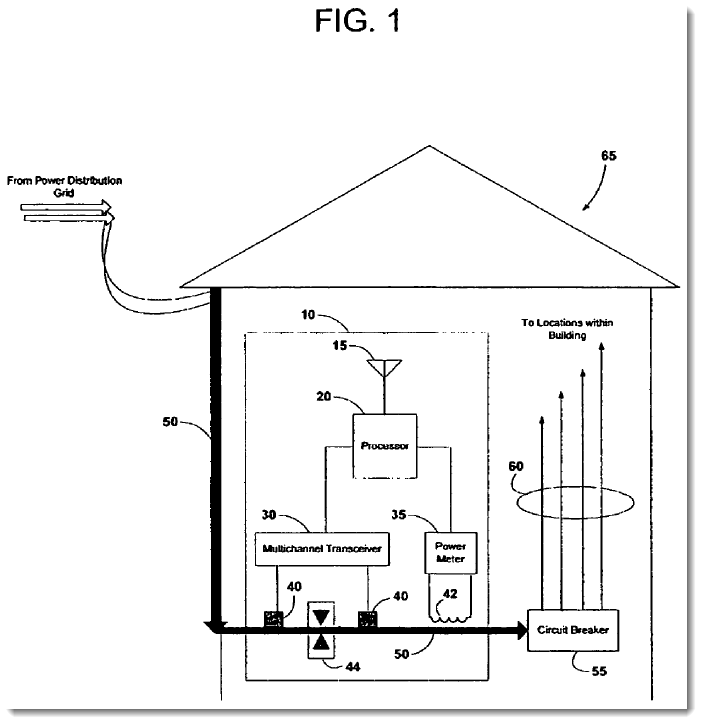 FIG. 1
65
From Power Distribution
Grid
10
To Locations within
Building
15
20
50
Processor
60
30
35
Multichannel Transceiver
Power
Meter
40
40
42
Circuit Breaker
50
44
55